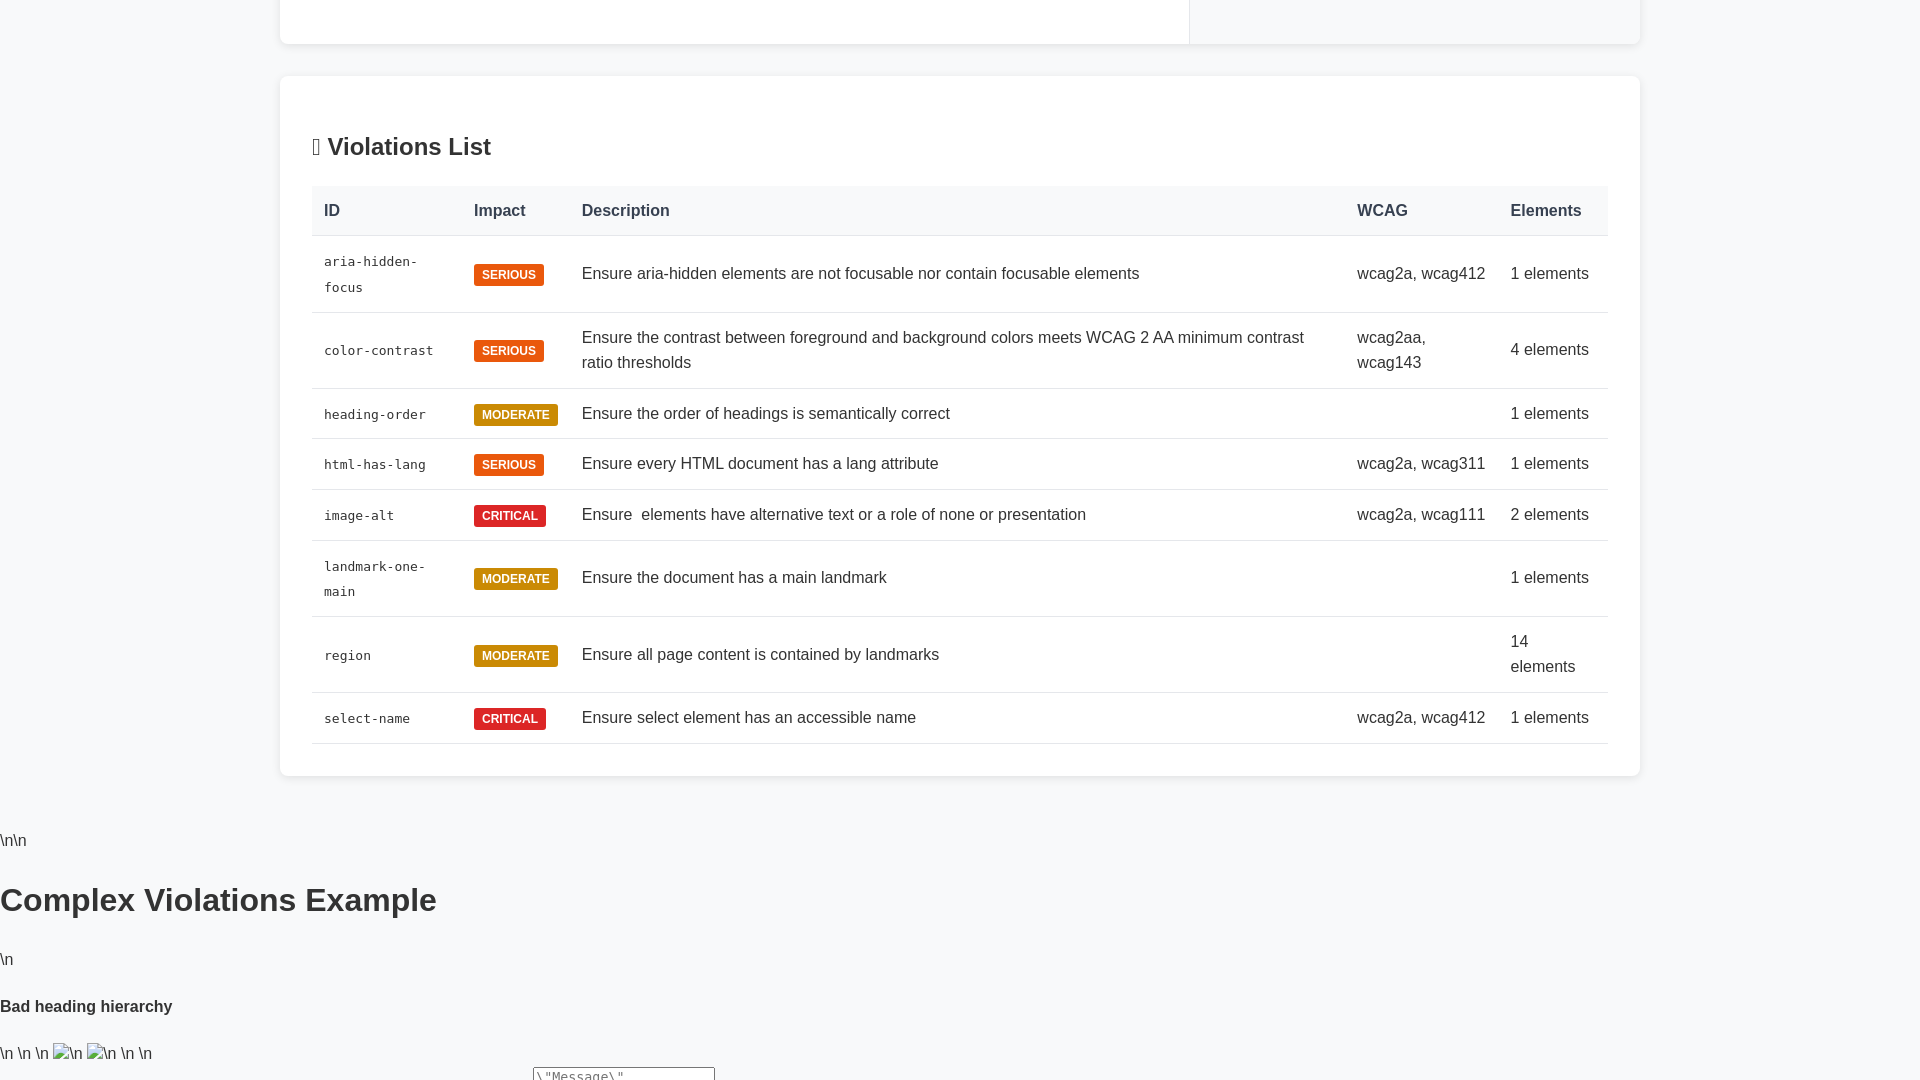 Violations List
ID Impact Description WCAG Elements
aria-hidden-
focus
SERIOUS
Ensure aria-hidden elements are not focusable nor contain focusable elements
wcag2a, wcag412
1 elements
color-contrast
SERIOUS
Ensure the contrast between foreground and background colors meets WCAG 2 AA minimum contrast
ratio thresholds
wcag2aa,
wcag143
4 elements
heading-order
MODERATE
Ensure the order of headings is semantically correct
1 elements
html-has-lang
SERIOUS
Ensure every HTML document has a lang attribute
wcag2a, wcag311
1 elements
image-alt
CRITICAL
Ensure  elements have alternative text or a role of none or presentation
wcag2a, wcag111
2 elements
landmark-one-
main
MODERATE
Ensure the document has a main landmark
1 elements
region
MODERATE
Ensure all page content is contained by landmarks
14
elements
select-name
CRITICAL
Ensure select element has an accessible name
wcag2a, wcag412
1 elements
\n\n
Complex Violations Example
\n
Bad heading hierarchy
\n \n \n \n \n \n \n
\"Message\"